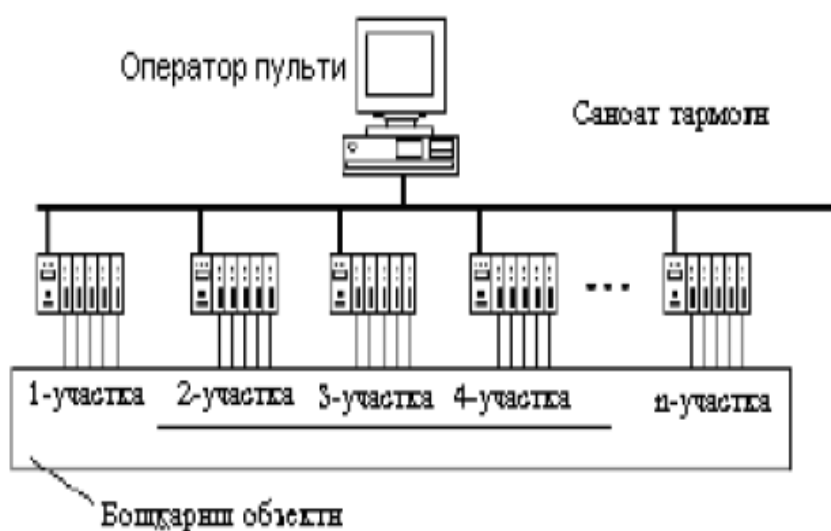 Оператор пульти
Саноат тармоғи
1-участка 2-участка 3-участка 4-участка n-участка
Бошқариш объекти